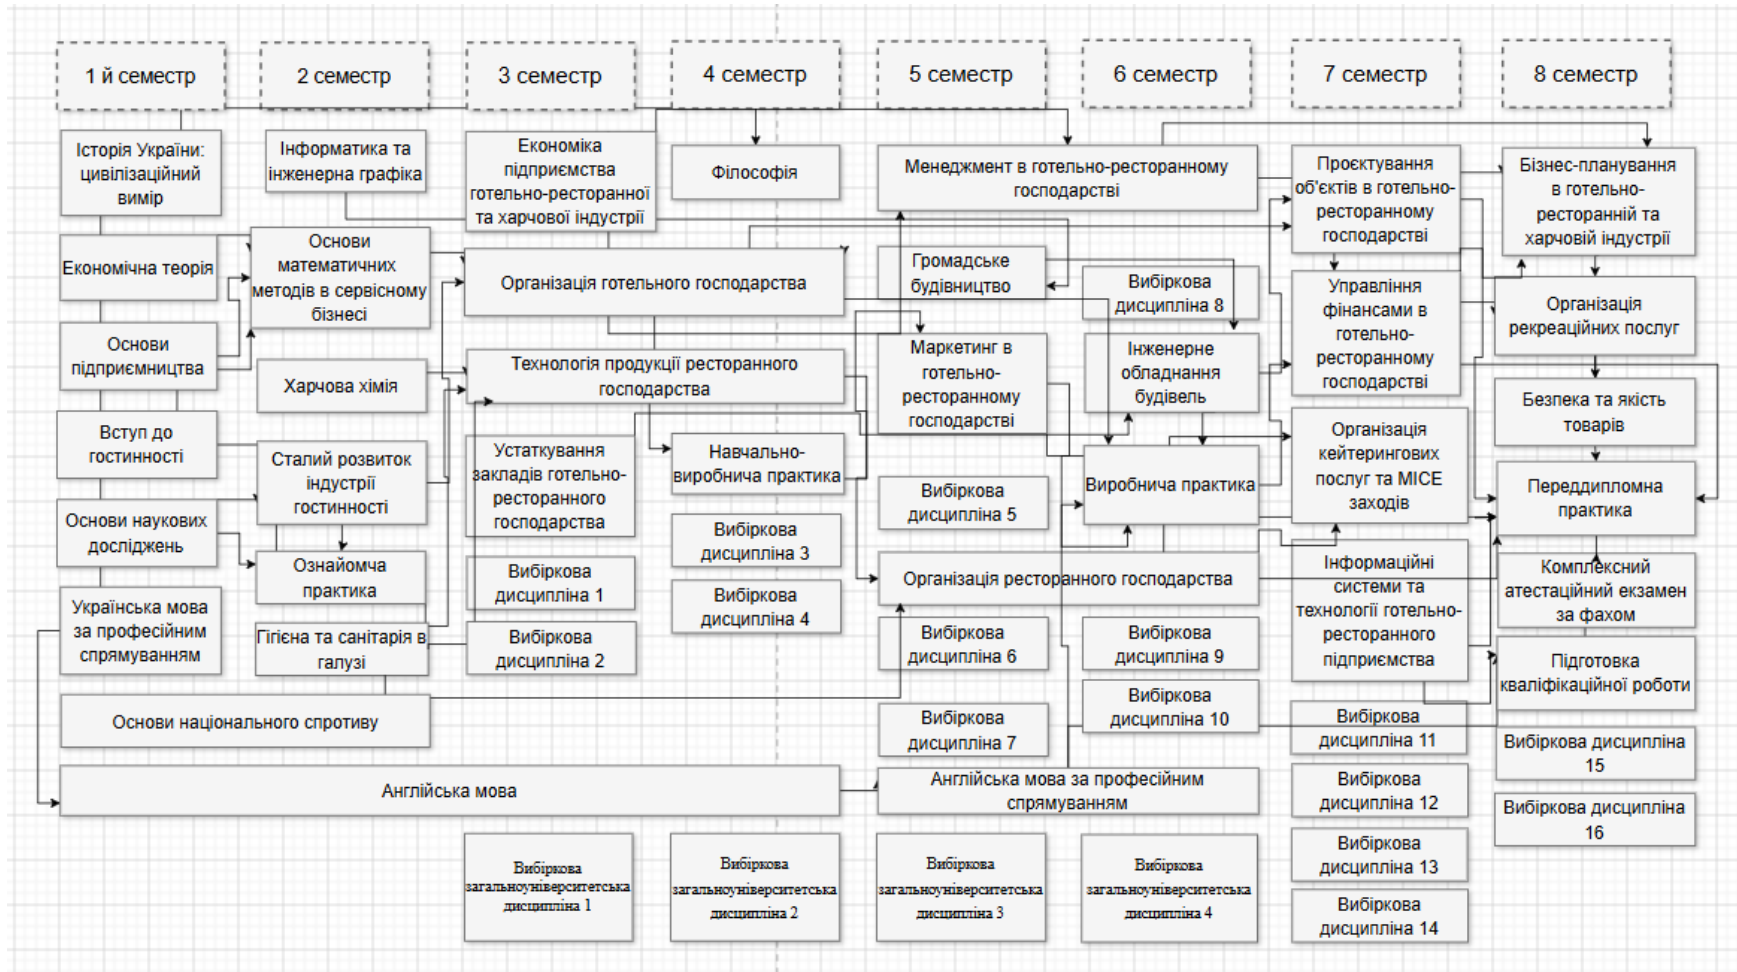 1 й семестр
2 семестр
3 семестр
4 семестр
5 семестр
6 семестр
7 семестр
8 семестр
Історія України:
цивілізаційний
вимір
Економічна теорія
Основи
підприємництва
Вступ до
гостинності
Основи наукових
досліджень
Українська мова
за професійним
спрямуванням
Основи національного спротиву
Англійська мова
Інформатика та
інженерна графіка
Основи
математичних
методів в сервісному
бізнесі
Харчова хімія
Сталий розвиток
індустрії
гостинності
Ознайомча
практика
Гігієна та санітарія в
галузі
Економіка
підприємства
готельно-ресторанної
та харчової індустрії
Організація готельного господарства
Технологія продукції ресторанного
господарства
Устаткування
закладів готельно-
ресторанного
господарства
Вибіркова
дисципліна 1
Вибіркова
дисципліна 2
Вибіркова
загальноуніверситетська
дисципліна 1
Філософія
Навчально-
виробнича практика
Вибіркова
дисципліна 3
Вибіркова
дисципліна 4
Вибіркова
загальноуніверситетська
дисципліна 2
Менеджмент в готельно-ресторанному
господарстві
Громадське
будівництво
Маркетинг в
готельно-
ресторанному
господарстві
Вибіркова
дисципліна 5
Організація ресторанного господарства
Вибіркова
дисципліна 6
Вибіркова
дисципліна 7
Англійська мова за професійним
спрямуванням
Вибіркова
загальноуніверситетська
дисципліна 3
Вибіркова
дисципліна 8
Інженерне
обладнання
будівель
Виробнича практика
Вибіркова
дисципліна 9
Вибіркова
дисципліна 10
Вибіркова
загальноуніверситетська
дисципліна 4
Проєктування
об'єктів в готельно-
ресторанному
господарстві
Управління
фінансами в
готельно-
ресторанному
господарстві
Організація
кейтерингових
послуг та MICE
заходів
Інформаційні
системи та
технології готельно-
ресторанного
підприємства
Вибіркова
дисципліна 11
Вибіркова
дисципліна 12
Вибіркова
дисципліна 13
Вибіркова
дисципліна 14
Бізнес-планування
в готельно-
ресторанній та
харчовій індустрії
Організація
рекреаційних послуг
Безпека та якість
товарів
Переддипломна
практика
Комплексний
атестаційний екзамен
за фахом
Підготовка
кваліфікаційної роботи
Вибіркова дисципліна
15
Вибіркова дисципліна
16